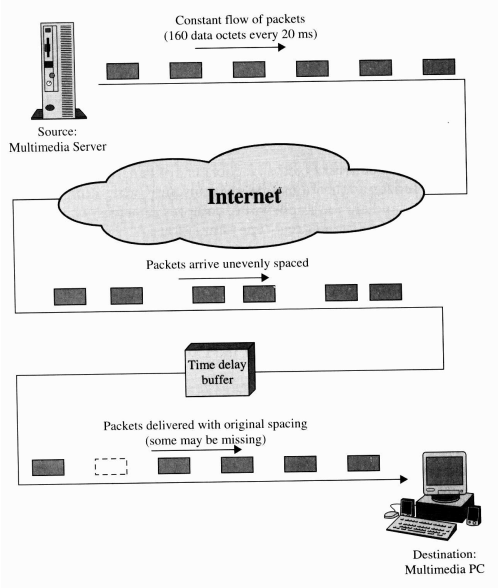 Constant flow of packets
(160 data octets every 20 ms)
Source:
Multimedia Server
Internet
Packets arrive unevenly spaced
Time delay
buffer
Packets delivered with original spacing
(some may be missing)
Destination:
Multimedia PC